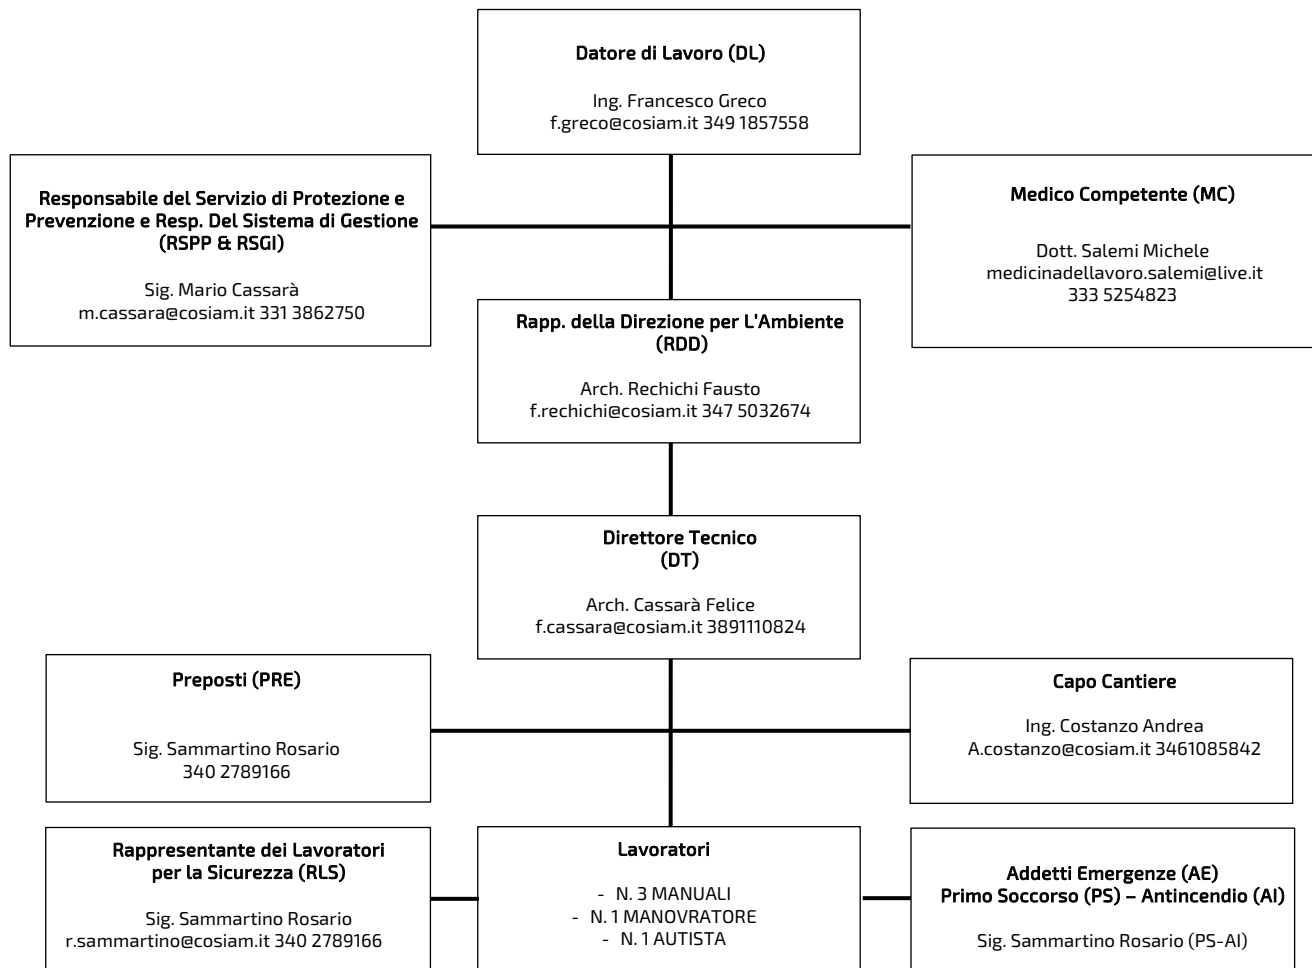 Datore di Lavoro (DL)
Ing. Francesco Greco
f.greco@cosiam.it 349 1857558
Responsabile del Servizio di Protezione e
Prevenzione e Resp. Del Sistema di Gestione
(RSPP & RSGI)
Sig. Mario Cassarà
m.cassara@cosiam.it 331 3862750
Medico Competente (MC)
Dott. Salemi Michele
medicinadellavoro.salemi@live.it
333 5254823
Rapp. della Direzione per L'Ambiente
(RDD)
Arch. Rechichi Fausto
f.rechichi@cosiam.it 347 5032674
Direttore Tecnico
(DT)
Arch. Cassarà Felice
f.cassara@cosiam.it 3891110824
Preposti (PRE)
Sig. Sammartino Rosario
340 2789166
Capo Cantiere
Ing. Costanzo Andrea
A.costanzo@cosiam.it 3461085842
Rappresentante dei Lavoratori
per la Sicurezza (RLS)
Sig. Sammartino Rosario
r.sammartino@cosiam.it 340 2789166
Lavoratori
- N. 3 MANUALI
- N. 1 MANOVRATORE
- N. 1 AUTISTA
Addetti Emergenze (AE)
Primo Soccorso (PS) – Antincendio (AI)
Sig. Sammartino Rosario (PS-AI)